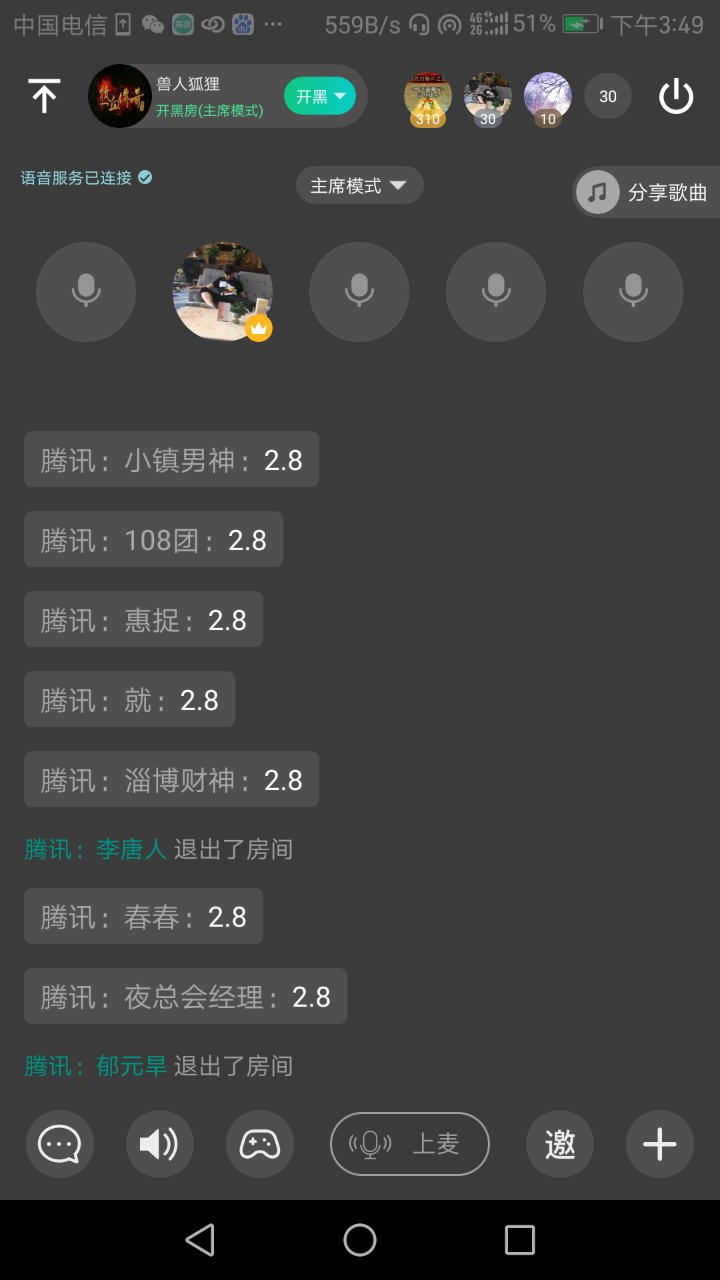 中国电信 英国 du ... 559B/s 4G 2G 51% 下午3:49
兽人狐狸
开黑房(主席模式)
开黑
310 30 10 30
语音服务已连接
主席模式
分享歌曲
腾讯: 小镇男神: 2.8
腾讯: 108团: 2.8
腾讯: 惠捉: 2.8
腾讯: 就: 2.8
腾讯: 淄博财神: 2.8
腾讯: 李唐人 退出了房间
腾讯: 春春: 2.8
腾讯: 夜总会经理: 2.8
腾讯: 郁元旱 退出了房间
上麦
邀